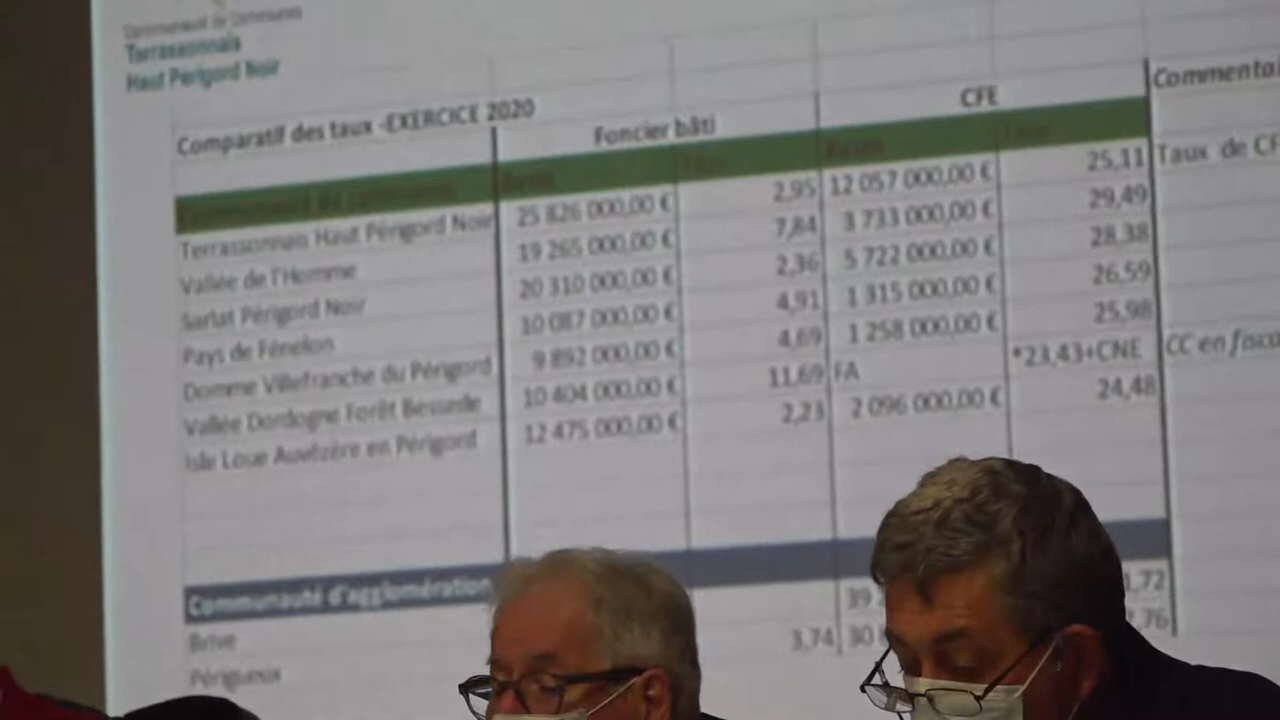 Communauté de Communes
Terrassonnais
Haut Périgord Noir
Comparatif des taux -EXERCICE 2020
Foncier bâti
CFE
Commentai
Terrassonnais Haut Périgord Noir 25 826 000,00 € 2,95 12 057 000,00 € 25,11 Taux de CF
Vallée de l'Homme 19 265 000,00 € 7,84 3 733 000,00 € 29,49
Sarlat Périgord Noir 20 310 000,00 € 2,36 5 722 000,00 € 28,38
Pays de Fénelon 10 087 000,00 € 4,91 1 315 000,00 € 26,59
Domme Villefranche du Périgord 9 892 000,00 € 4,69 1 258 000,00 € 25,98
Vallée Dordogne Forêt Bessède 10 404 000,00 € 11,69 FA *23,43+CNE CC en fisca
Isle Loue Auvézère en Périgord 12 475 000,00 € 2,23 2 096 000,00 € 24,48
Communauté d'agglomération
Brive 39 ,72
Périgueux 3,74 30 ,76